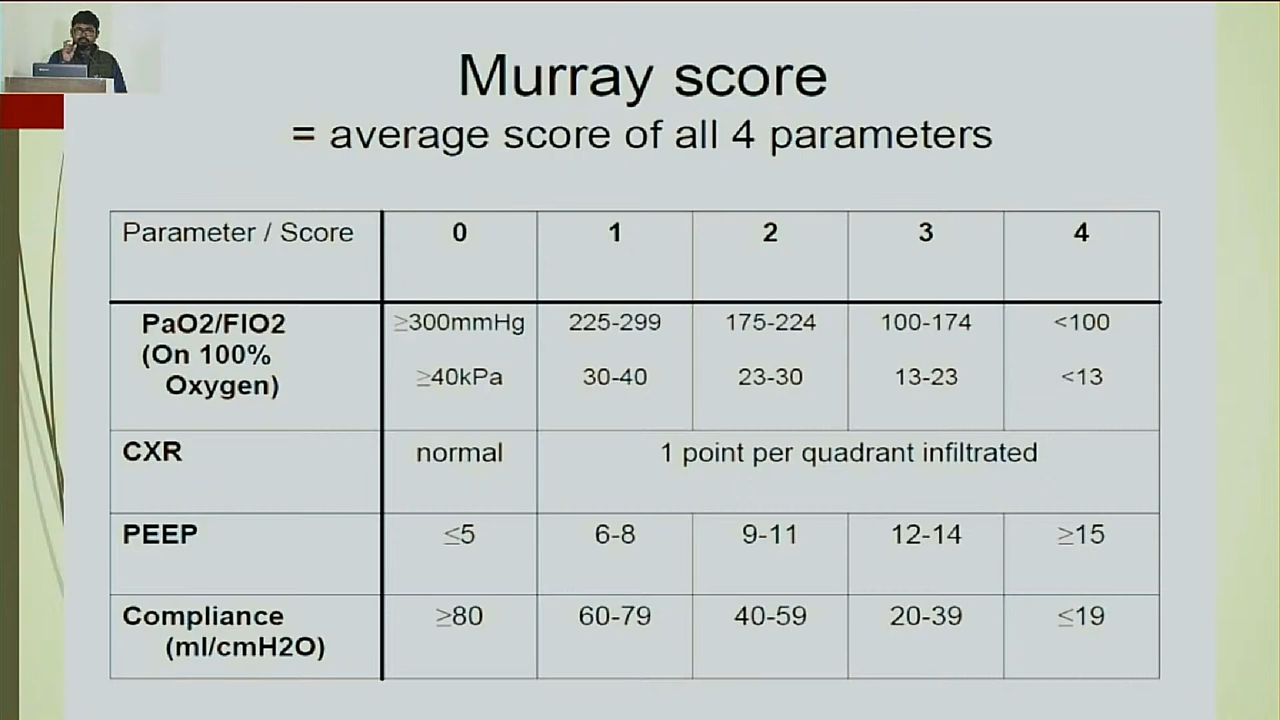 Murray score
= average score of all 4 parameters
Parameter / Score 0 1 2 3 4
PaO2/FIO2 ≥300mmHg 225-299 175-224 100-174 <100
(On 100%
Oxygen) ≥40kPa 30-40 23-30 13-23 <13
CXR normal 1 point per quadrant infiltrated
PEEP ≤5 6-8 9-11 12-14 ≥15
Compliance ≥80 60-79 40-59 20-39 ≤19
(ml/cmH2O)